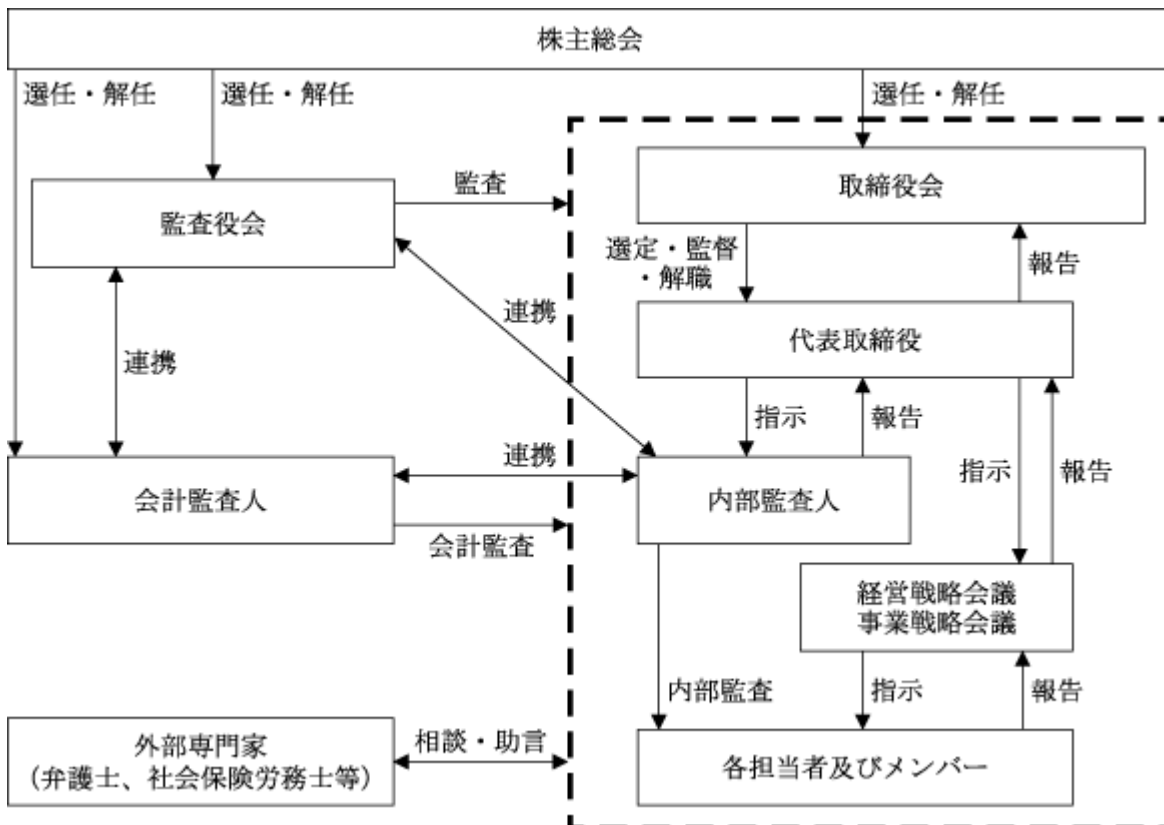 株主総会
選任・解任
選任・解任
選任・解任
取締役会
監査
監査役会
選定・監督
・解職
報告
連携
代表取締役
連携
指示
報告
連携
指示
報告
会計監査人
内部監査人
会計監査
経営戦略会議
事業戦略会議
内部監査
指示
報告
外部専門家
(弁護士、社会保険労務士等)
相談・助言
各担当者及びメンバー